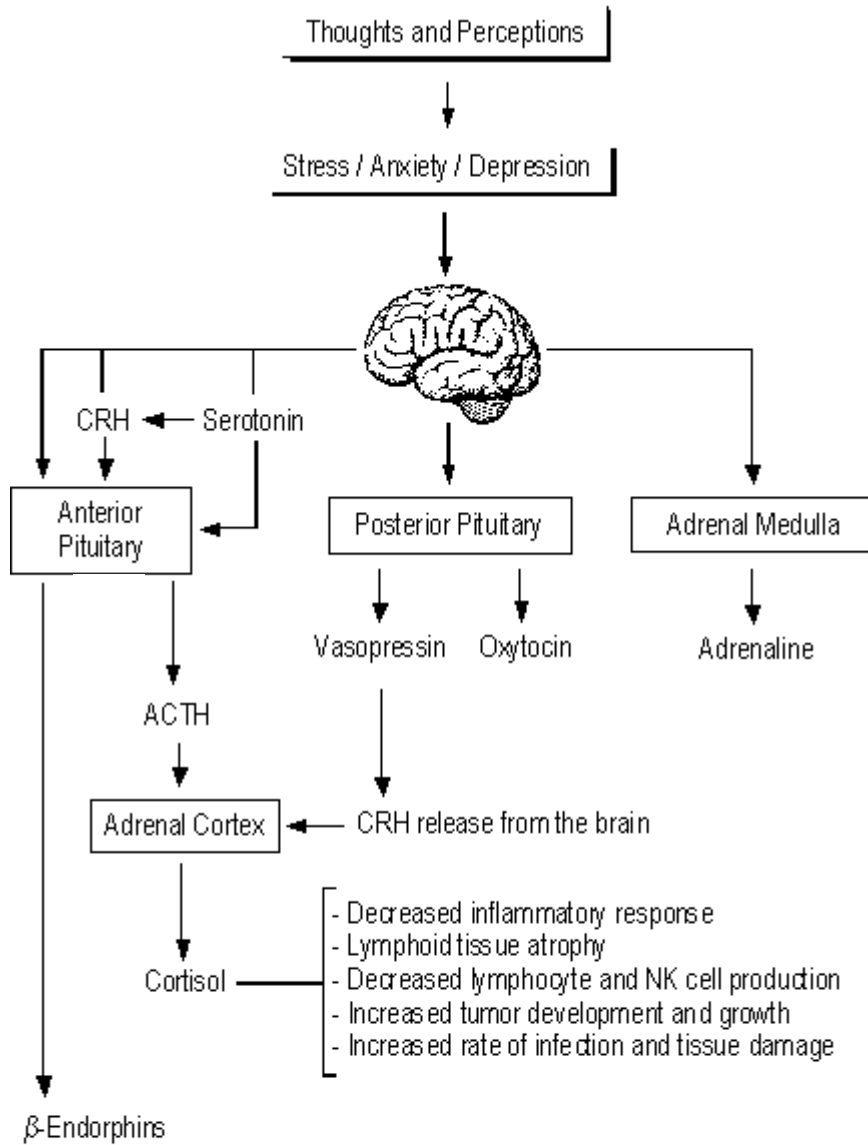 Thoughts and Perceptions
Stress / Anxiety / Depression
CRH
Serotonin
Anterior
Pituitary
Posterior Pituitary
Adrenal Medulla
Vasopressin
Oxytocin
Adrenaline
ACTH
Adrenal Cortex
CRH release from the brain
Cortisol
- Decreased inflammatory response
- Lymphoid tissue atrophy
- Decreased lymphocyte and NK cell production
- Increased tumor development and growth
- Increased rate of infection and tissue damage
β-Endorphins